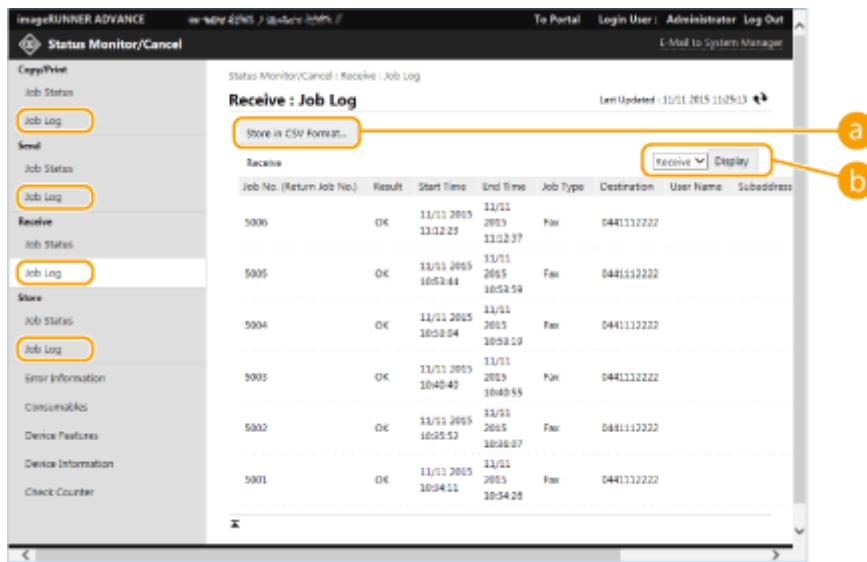 imageRUNNER ADVANCE
To Portal Login User : Administrator Log Out
Status Monitor/Cancel
E-Mail to System Manager
Copy/Print
Job Status
Job Log
Send
Job Status
Job Log
Receive
Job Status
Job Log
Store
Job Status
Job Log
Error Information
Consumables
Device Features
Device Information
Check Counter
Status Monitor/Cancel : Receive : Job Log
Receive : Job Log
Last Updated : 11/11 2015 11:25:13
Store in CSV Format...
a
Receive
Receive Display
b
Job No. (Return Job No.) Result Start Time End Time Job Type Destination User Name Subaddress
5006 OK 11/11 2015 11:12:23 11/11 2015 11:12:37 Fax 0441112222
5005 OK 11/11 2015 10:53:44 11/11 2015 10:53:59 Fax 0441112222
5004 OK 11/11 2015 10:53:04 11/11 2015 10:53:19 Fax 0441112222
5003 OK 11/11 2015 10:40:40 11/11 2015 10:40:55 Fax 0441112222
5002 OK 11/11 2015 10:35:52 11/11 2015 10:36:07 Fax 0441112222
5001 OK 11/11 2015 10:34:11 11/11 2015 10:34:26 Fax 0441112222